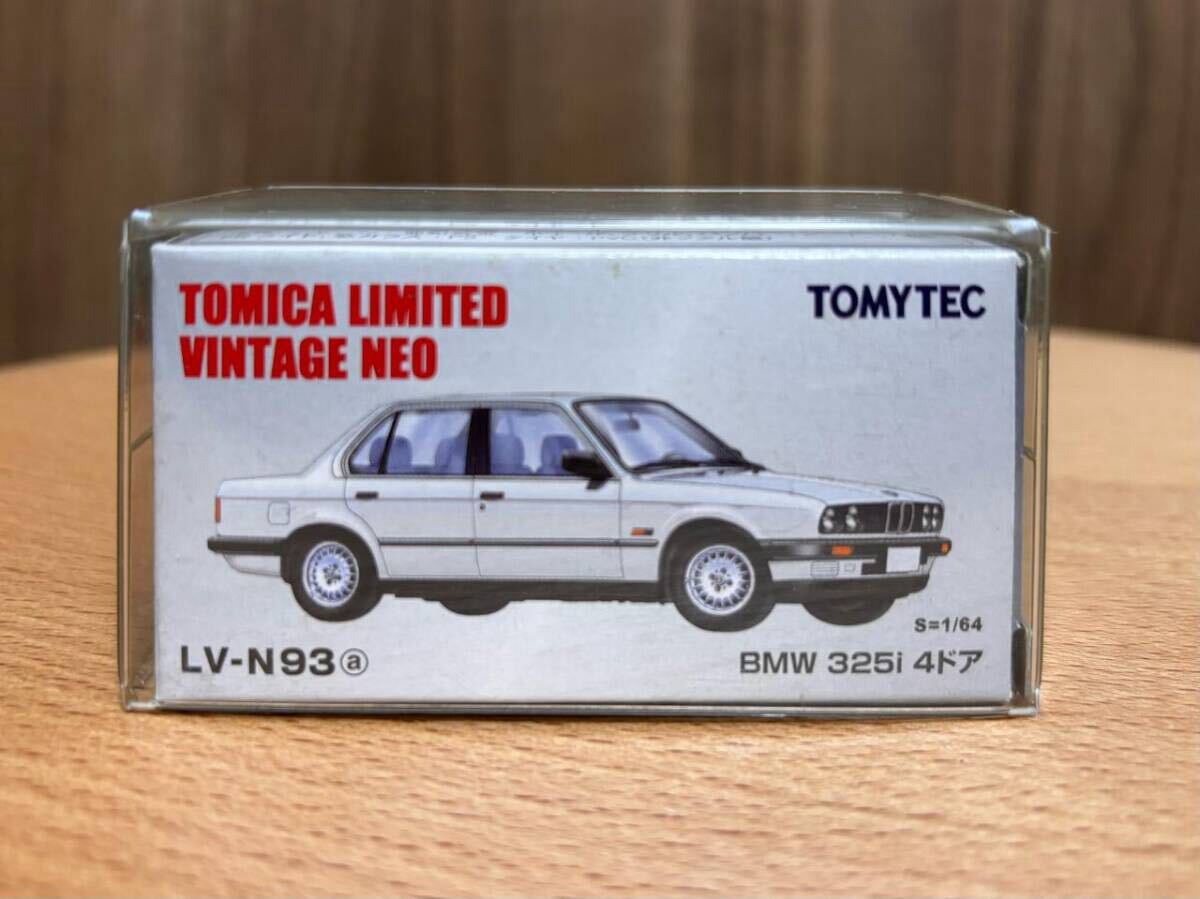 TOMICA LIMITED
VINTAGE NEO
TOMYTEC
S=1/64
LV-N93ⓐ
BMW 325i 4ドア